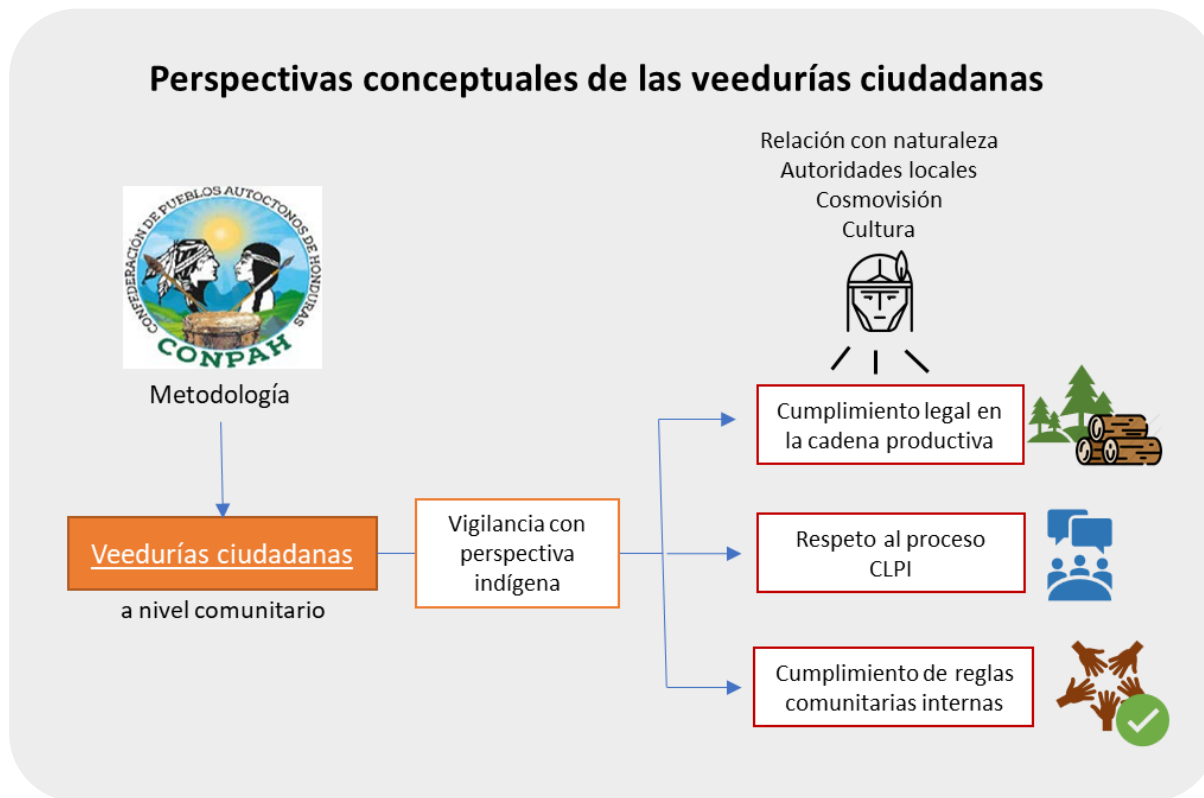 Perspectivas conceptuales de las veedurías ciudadanas
CONFEDERACIÓN DE PUEBLOS AUTOCTONOS DE HONDURAS
CONPAH
Metodología
Veedurías ciudadanas
a nivel comunitario
Vigilancia con
perspectiva
indígena
Relación con naturaleza
Autoridades locales
Cosmovisión
Cultura
Cumplimiento legal en
la cadena productiva
Respeto al proceso
CLPI
Cumplimiento de reglas
comunitarias internas